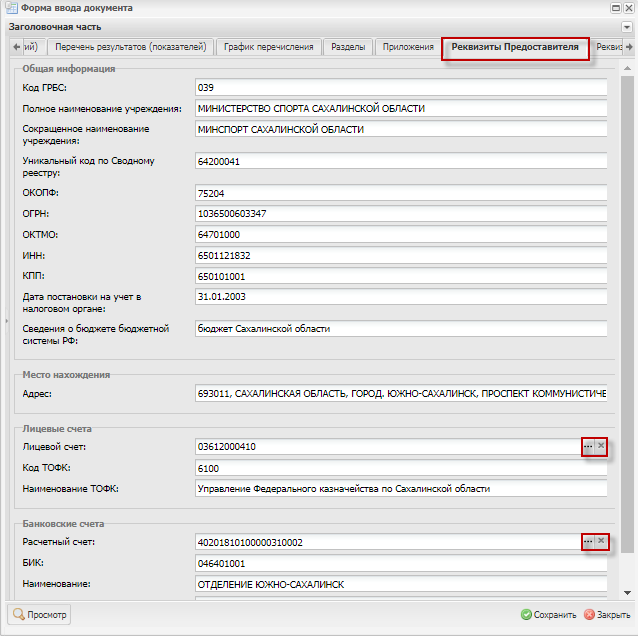 Форма ввода документа
Заголовочная часть
ий) Перечень результатов (показателей) График перечисления Разделы Приложения Реквизиты Предоставителя Рекви
Общая информация
Код ГРБС: 039
Полное наименование учреждения: МИНИСТЕРСТВО СПОРТА САХАЛИНСКОЙ ОБЛАСТИ
Сокращенное наименование
учреждения: МИНСПОРТ САХАЛИНСКОЙ ОБЛАСТИ
Уникальный код по Сводному
реестру: 64200041
ОКОПФ: 75204
ОГРН: 1036500603347
ОКТМО: 64701000
ИНН: 6501121832
КПП: 650101001
Дата постановки на учет в
налоговом органе: 31.01.2003
Сведения о бюджете бюджетной
системы РФ: бюджет Сахалинской области
Место нахождения
Адрес: 693011, САХАЛИНСКАЯ ОБЛАСТЬ, ГОРОД. ЮЖНО-САХАЛИНСК, ПРОСПЕКТ КОММУНИСТИЧЕ
Лицевые счета
Лицевой счет: 03612000410
Код ТОФК: 6100
Наименование ТОФК: Управление Федерального казначейства по Сахалинской области
Банковские счета
Расчетный счет: 40201810100000310002
БИК: 046401001
Наименование: ОТДЕЛЕНИЕ ЮЖНО-САХАЛИНСК
Просмотр Сохранить Закрыть